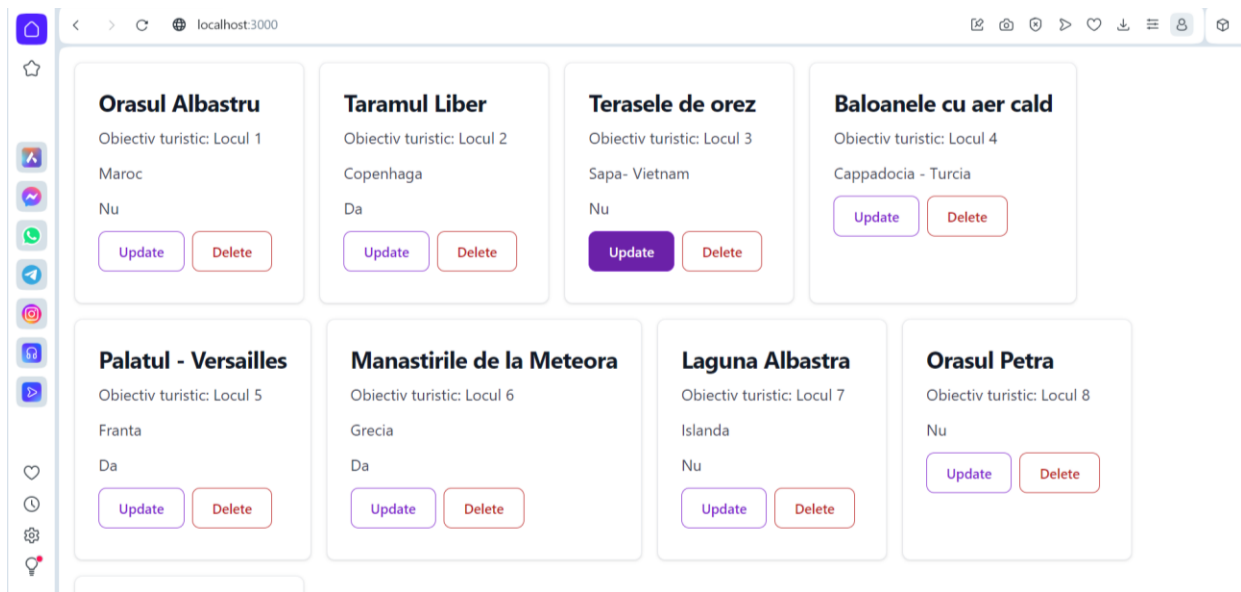 localhost:3000
Orasul Albastru
Obiectiv turistic: Locul 1
Maroc
Nu
Update Delete
Taramul Liber
Obiectiv turistic: Locul 2
Copenhaga
Da
Update Delete
Terasele de orez
Obiectiv turistic: Locul 3
Sapa- Vietnam
Nu
Update Delete
Baloanele cu aer cald
Obiectiv turistic: Locul 4
Cappadocia - Turcia
Update Delete
Palatul - Versailles
Obiectiv turistic: Locul 5
Franta
Da
Update Delete
Manastirile de la Meteora
Obiectiv turistic: Locul 6
Grecia
Da
Update Delete
Laguna Albastra
Obiectiv turistic: Locul 7
Islanda
Nu
Update Delete
Orasul Petra
Obiectiv turistic: Locul 8
Nu
Update Delete